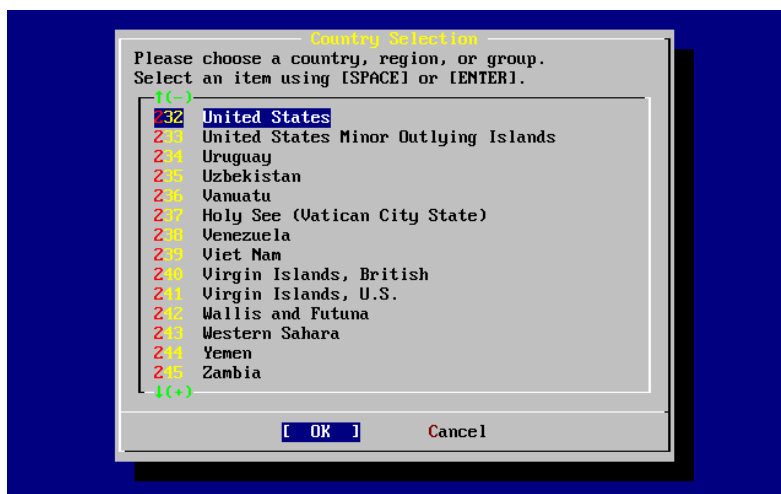 Country Selection
Please choose a country, region, or group.
Select an item using [SPACE] or [ENTER].
↑(-)
232 United States
233 United States Minor Outlying Islands
234 Uruguay
235 Uzbekistan
236 Vanuatu
237 Holy See (Vatican City State)
238 Venezuela
239 Viet Nam
240 Virgin Islands, British
241 Virgin Islands, U.S.
242 Wallis and Futuna
243 Western Sahara
244 Yemen
245 Zambia
↓(+)
[ OK ] Cancel